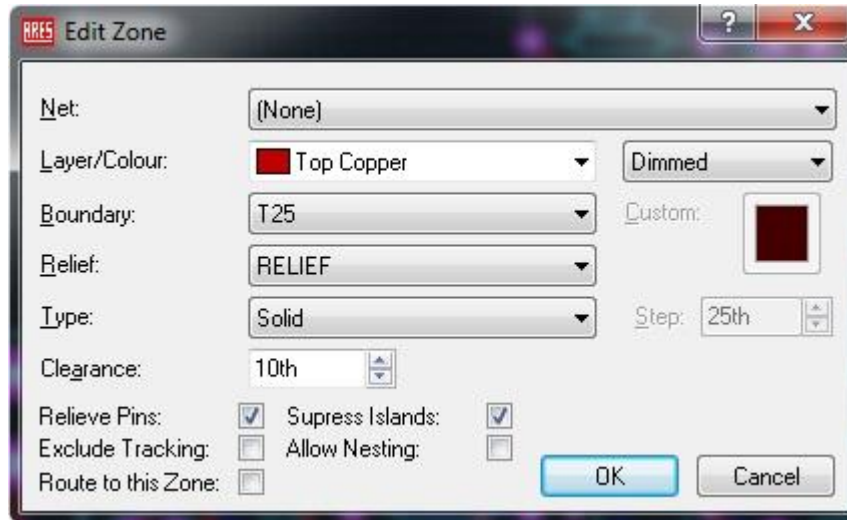 ARES Edit Zone ? X
Net: (None)
Layer/Colour: Top Copper Dimmed
Boundary: T25 Custom:
Relief: RELIEF
Type: Solid Step: 25th
Clearance: 10th
Relieve Pins: Supress Islands:
Exclude Tracking: Allow Nesting:
Route to this Zone: OK Cancel